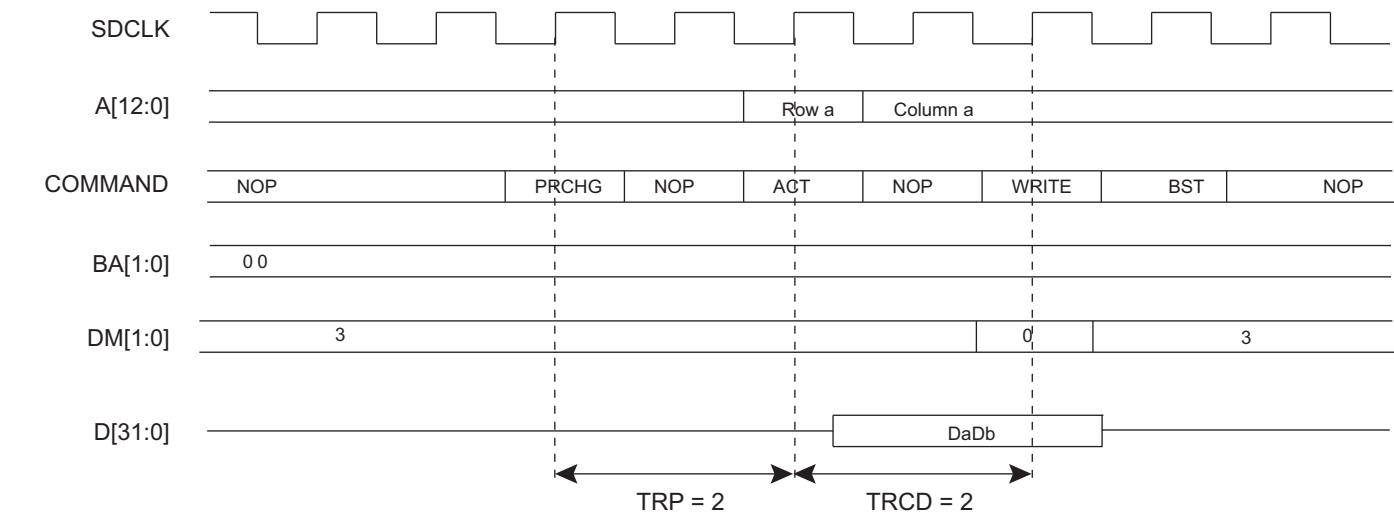 SDCLK
A[12:0] Row a Column a
COMMAND NOP PRCHG NOP ACT NOP WRITE BST NOP
BA[1:0] 0 0
DM[1:0] 3 0 3
D[31:0] DaDb
TRP = 2 TRCD = 2